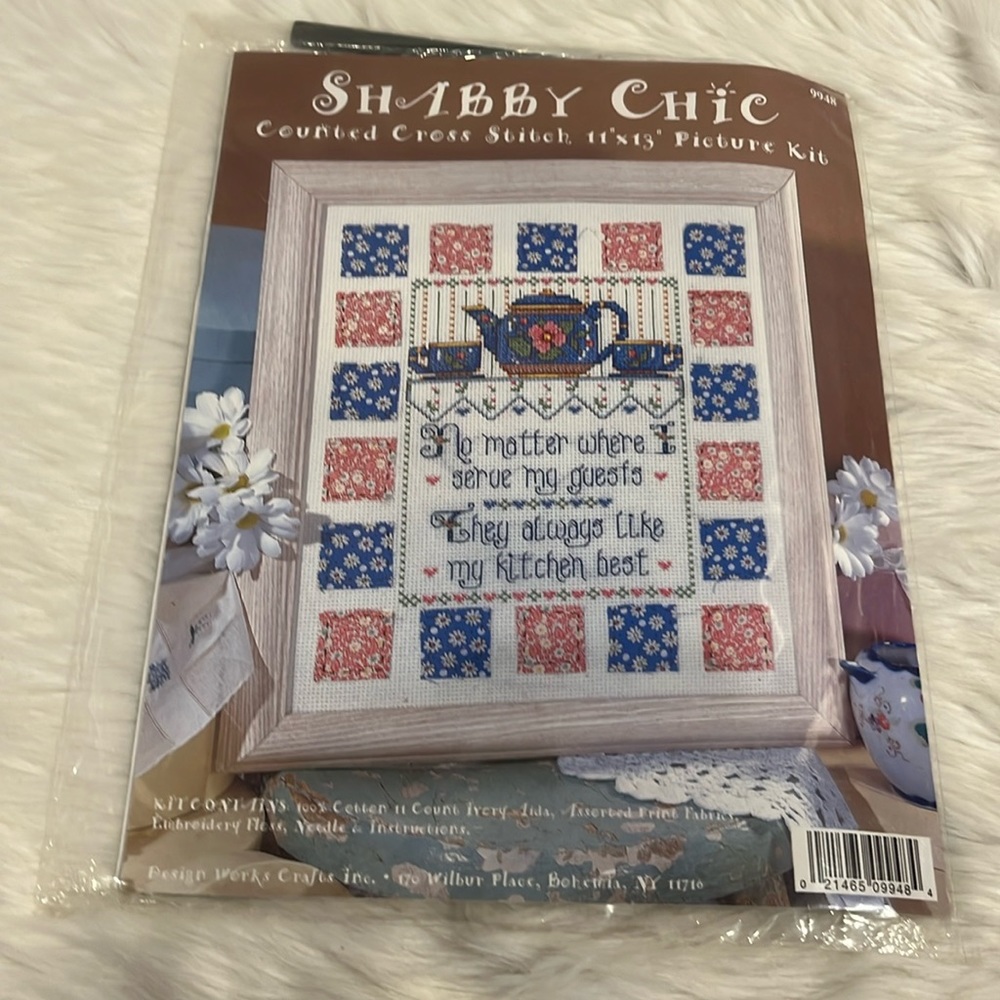 SHABBY CHIC
9948
Counted Cross Stitch 11"x13" Picture Kit
No matter where I
serve my guests
They always like
my kitchen best
KIT CONTAINS 100% Cotton 11 Count Ivory Aida, Assorted Print Fabrics,
Embroidery Floss, Needle & Instructions.
Design Works Crafts Inc. • 170 Wilbur Place, Bohemia, NY 11716
0 21465 09948 4